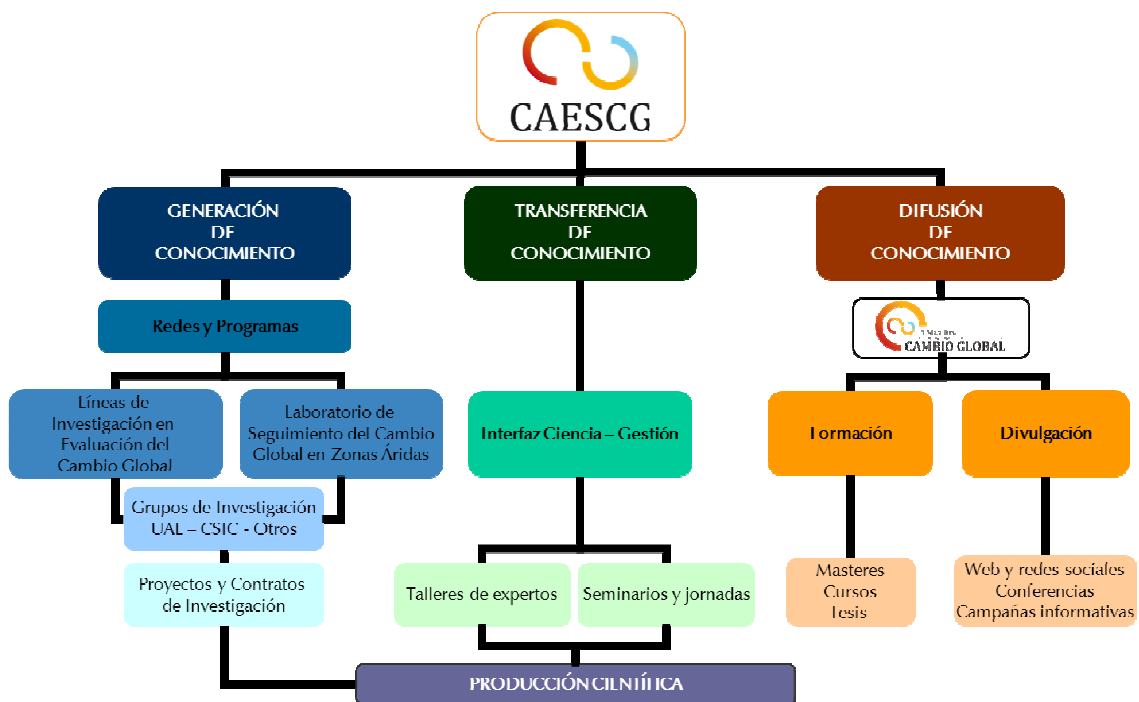 CAESCG
GENERACIÓN
DE
CONOCIMIENTO
TRANSFERENCIA
DE
CONOCIMIENTO
DIFUSIÓN
DE
CONOCIMIENTO
Redes y Programas
CAMBIO GLOBAL
Líneas de
Investigación en
Evaluación del
Cambio Global
Laboratorio de
Seguimiento del Cambio
Global en Zonas Áridas
Interfaz Ciencia – Gestión
Formación
Divulgación
Grupos de Investigación
UAL – CSIC - Otros
Proyectos y Contratos
de Investigación
Talleres de expertos
Seminarios y jornadas
Masteres
Cursos
Tesis
Web y redes sociales
Conferencias
Campañas informativas
PRODUCCIÓN CIENTÍFICA